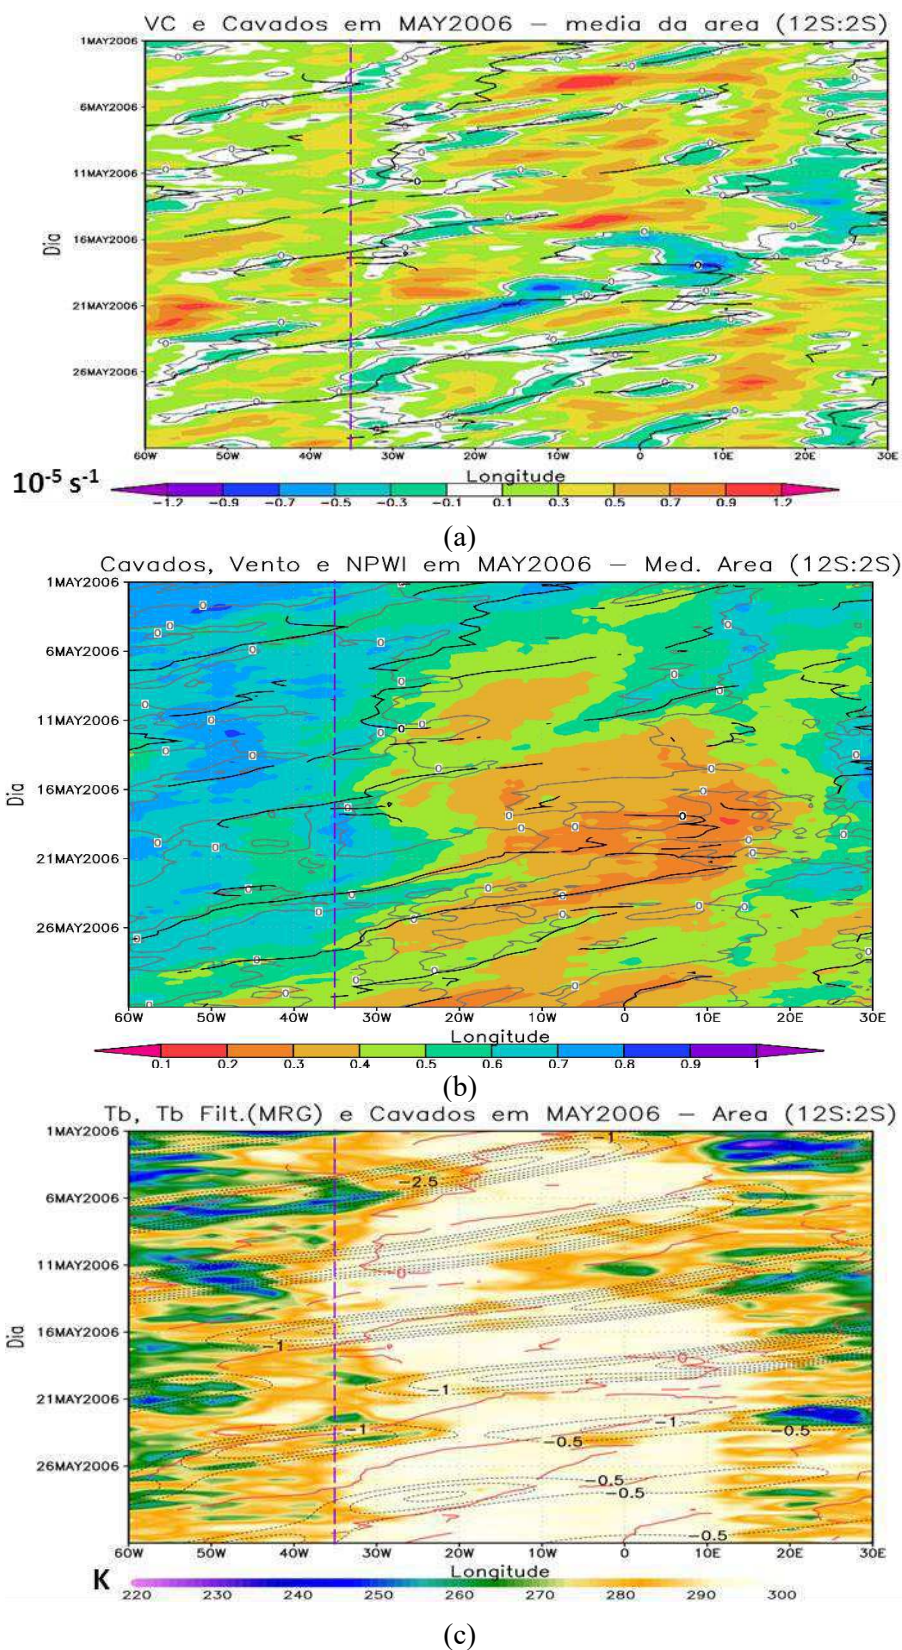 VC e Cavados em MAY2006 – media da area (12S:2S)
1MAY2006
6MAY2006
11MAY2006
16MAY2006
21MAY2006
26MAY2006
Dia
60W 50W 40W 30W 20W 10W 0 10E 20E 30E
Longitude
10⁻⁵ s⁻¹
−1.2 −0.9 −0.7 −0.5 −0.3 −0.1 0.1 0.3 0.5 0.7 0.9 1.2
(a)
Cavados, Vento e NPWI em MAY2006 – Med. Area (12S:2S)
1MAY2006
6MAY2006
11MAY2006
16MAY2006
21MAY2006
26MAY2006
Dia
60W 50W 40W 30W 20W 10W 0 10E 20E 30E
Longitude
0.1 0.2 0.3 0.4 0.5 0.6 0.7 0.8 0.9 1
(b)
Tb, Tb Filt.(MRG) e Cavados em MAY2006 – Area (12S:2S)
1MAY2006
6MAY2006
11MAY2006
16MAY2006
21MAY2006
26MAY2006
Dia
−1
−2.5
0
−1
0
−1
−1
−1
−0.5
−0.5
−0.5
−0.5
−0.5
60W 50W 40W 30W 20W 10W 0 10E 20E 30E
Longitude
K
220 230 240 250 260 270 280 290 300
(c)